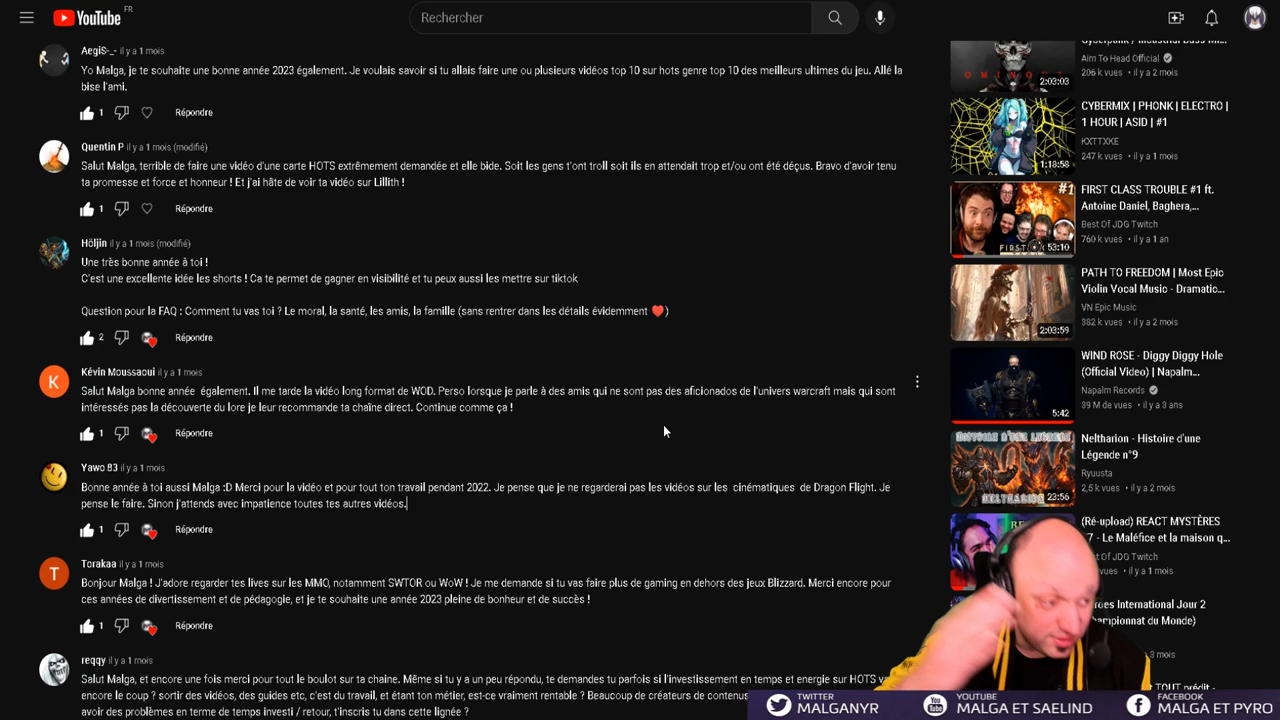 YouTube FR
Rechercher
AegiS-_- il y a 1 mois
Yo Malga, je te souhaite une bonne année 2023 également. Je voulais savoir si tu allais faire une ou plusieurs vidéos top 10 sur hots genre top 10 des meilleurs ultimes du jeu. Allé la
bise l'ami.
1 Répondre
Quentin P il y a 1 mois (modifié)
Salut Malga, terrible de faire une vidéo d'une carte HOTS extrêmement demandée et elle bide. Soit les gens t'ont troll soit ils en attendait trop et/ou ont été déçus. Bravo d'avoir tenu
ta promesse et force et honneur ! Et j'ai hâte de voir ta vidéo sur Lillith !
1 Répondre
Höljin il y a 1 mois (modifié)
Une très bonne année à toi !
C'est une excellente idée les shorts ! Ca te permet de gagner en visibilité et tu peux aussi les mettre sur tiktok
Question pour la FAQ : Comment tu vas toi ? Le moral, la santé, les amis, la famille (sans rentrer dans les détails évidemment ❤️)
2 Répondre
K
Kévin Moussaoui il y a 1 mois
Salut Malga bonne année également. Il me tarde la vidéo long format de WOD. Perso lorsque je parle à des amis qui ne sont pas des aficionados de l'univers warcraft mais qui sont
intéressés pas la découverte du lore je leur recommande ta chaîne direct. Continue comme ça !
1 Répondre
Yawo 83 il y a 1 mois
Bonne année à toi aussi Malga :D Merci pour la vidéo et pour tout ton travail pendant 2022. Je pense que je ne regarderai pas les vidéos sur les cinématiques de Dragon Flight. Je
pense le faire. Sinon j'attends avec impatience toutes tes autres vidéos.
1 Répondre
T
Torakaa il y a 1 mois
Bonjour Malga ! J'adore regarder tes lives sur les MMO, notamment SWTOR ou WoW ! Je me demande si tu vas faire plus de gaming en dehors des jeux Blizzard. Merci encore pour
ces années de divertissement et de pédagogie, et je te souhaite une année 2023 pleine de bonheur et de succès !
1 Répondre
reqqy il y a 1 mois
Salut Malga, et encore une fois merci pour tout le boulot sur ta chaine. Même si tu y a un peu répondu, te demandes tu parfois si l'investissement en temps et energie sur HOTS
encore le coup ? sortir des vidéos, des guides etc, c'est du travail, et étant ton métier, est-ce vraiment rentable ? Beaucoup de créateurs de
avoir des problèmes en terme de temps investi / retour, t'inscris tu dans cette lignée ?
Aim To Head Official
206 k vues • il y a 2 mois
2:03:03
CYBERMIX | PHONK | ELECTRO |
1 HOUR | ASID | #1
KXTTXKE
247 k vues • il y a 1 mois
1:18:58
FIRST CLASS TROUBLE #1 ft.
Antoine Daniel, Baghera,...
Best Of JDG Twitch
760 k vues • il y a 1 an
#1
53:10
PATH TO FREEDOM | Most Epic
Violin Vocal Music - Dramatic...
VN Epic Music
382 k vues • il y a 2 mois
2:03:59
WIND ROSE - Diggy Diggy Hole
(Official Video) | Napalm...
Napalm Records
39 M de vues • il y a 3 ans
5:42
Neltharion - Histoire d'une
Légende n°9
Ryuusta
2,5 k vues • il y a 1 mois
HISTOIRE D'UNE LEGENDE
NELTHARION
23:56
(Ré-upload) REACT MYSTÈRES
7 - Le Maléfice et la maison q...
Of JDG Twitch
vues • il y a 1 mois
International Jour 2
du Monde)
3 mois
TOUT prédit -
TWITTER
MALGANYR
You Tube
YOUTUBE
MALGA ET SAELIND
FACEBOOK
MALGA ET PYRO